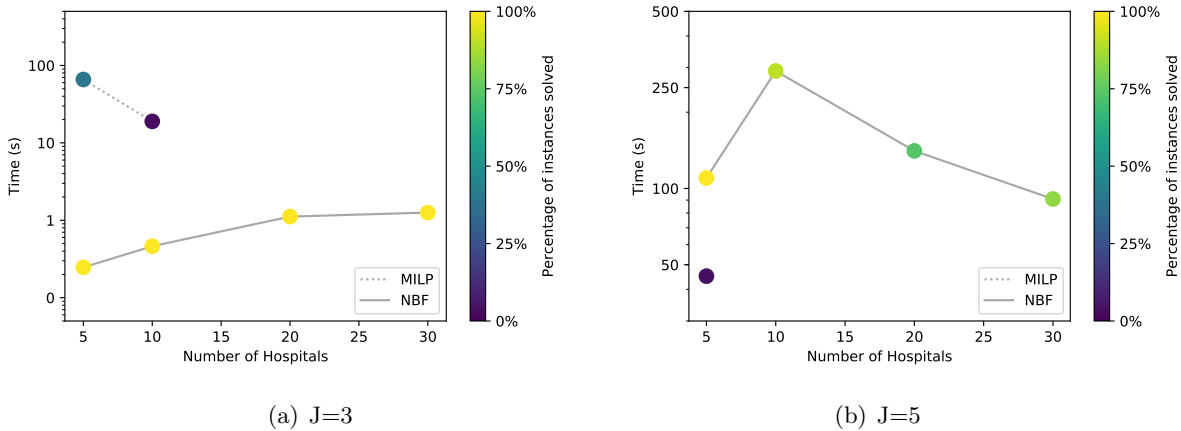 100
10
1
0
Time (s)
5
10
15
20
25
30
Number of Hospitals
MILP
NBF
100%
75%
50%
25%
0%
Percentage of instances solved
(a) J=3
500
250
100
50
Time (s)
5
10
15
20
25
30
Number of Hospitals
MILP
NBF
100%
75%
50%
25%
0%
Percentage of instances solved
(b) J=5